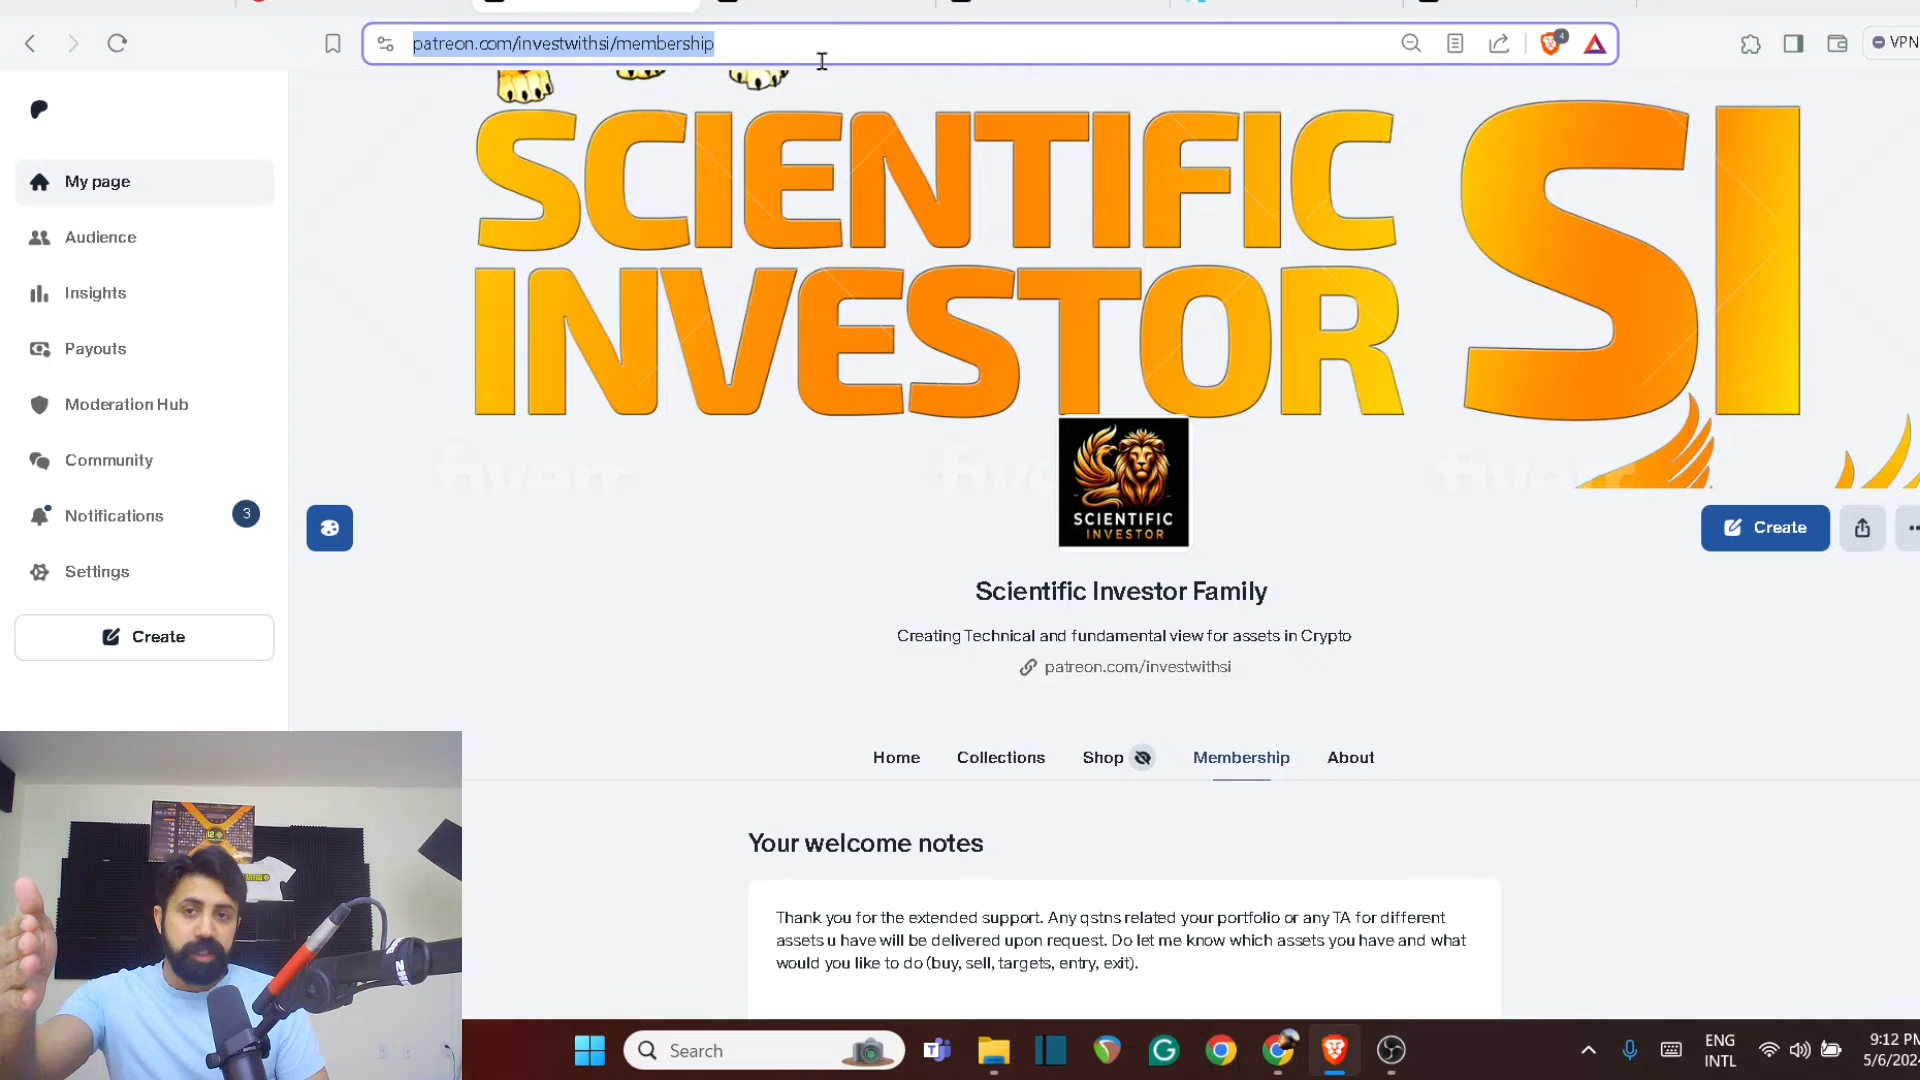 patreon.com/investwithsi/membership
4
VPN
SCIENTIFIC
INVESTOR
SI
My page
Audience
Insights
Payouts
Moderation Hub
Community
Notifications
3
Settings
Create
fiverr
SCIENTIFIC
INVESTOR
Create
Scientific Investor Family
Creating Technical and fundamental view for assets in Crypto
patreon.com/investwithsi
Home
Collections
Shop
Membership
About
Your welcome notes
Thank you for the extended support. Any qstns related your portfolio or any TA for different
assets u have will be delivered upon request. Do let me know which assets you have and what
would you like to do (buy, sell, targets, entry, exit).
Search
ENG
INTL
9:12 PM
5/6/2024